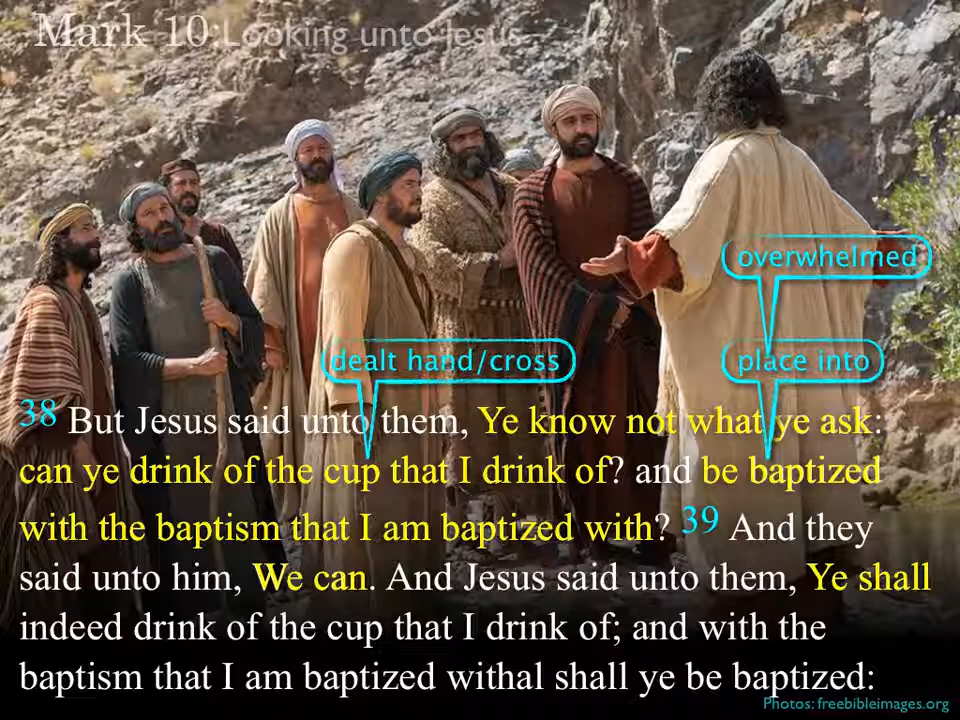 Mark 10:Looking unto Jesus
overwhelmed
dealt hand/cross
place into
38 But Jesus said unto them, Ye know not what ye ask:
can ye drink of the cup that I drink of? and be baptized
with the baptism that I am baptized with? 39 And they
said unto him, We can. And Jesus said unto them, Ye shall
indeed drink of the cup that I drink of; and with the
baptism that I am baptized withal shall ye be baptized:
Photos: freebibleimages.org